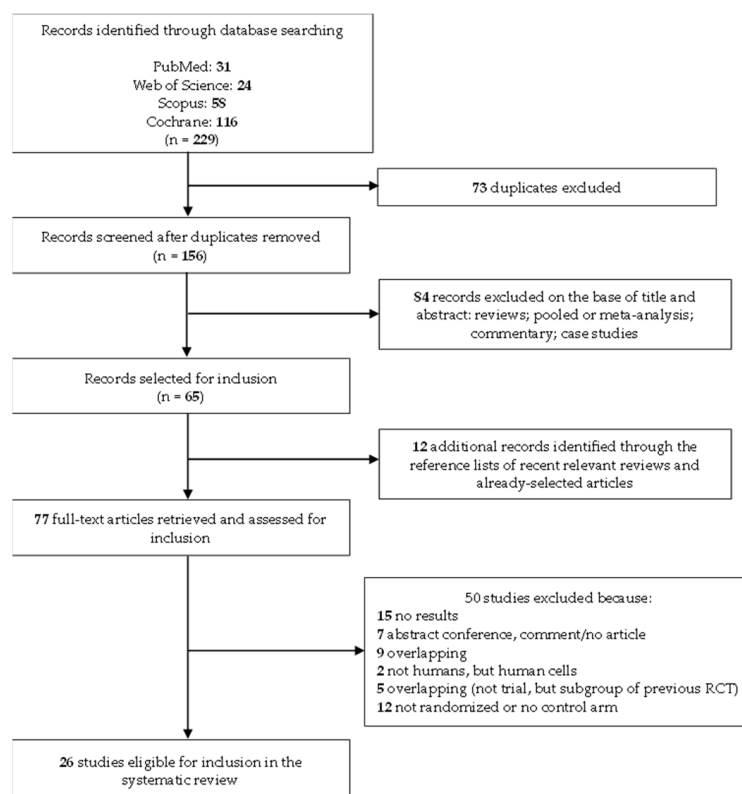 Records identified through database searching
PubMed: 31
Web of Science: 24
Scopus: 58
Cochrane: 116
(n = 229)
73 duplicates excluded
Records screened after duplicates removed
(n = 156)
84 records excluded on the base of title and
abstract: reviews; pooled or meta-analysis;
commentary; case studies
Records selected for inclusion
(n = 65)
12 additional records identified through the
reference lists of recent relevant reviews and
already-selected articles
77 full-text articles retrieved and assessed for
inclusion
50 studies excluded because:
15 no results
7 abstract conference, comment/no article
9 overlapping
2 not humans, but human cells
5 overlapping (not trial, but subgroup of previous RCT)
12 not randomized or no control arm
26 studies eligible for inclusion in the
systematic review